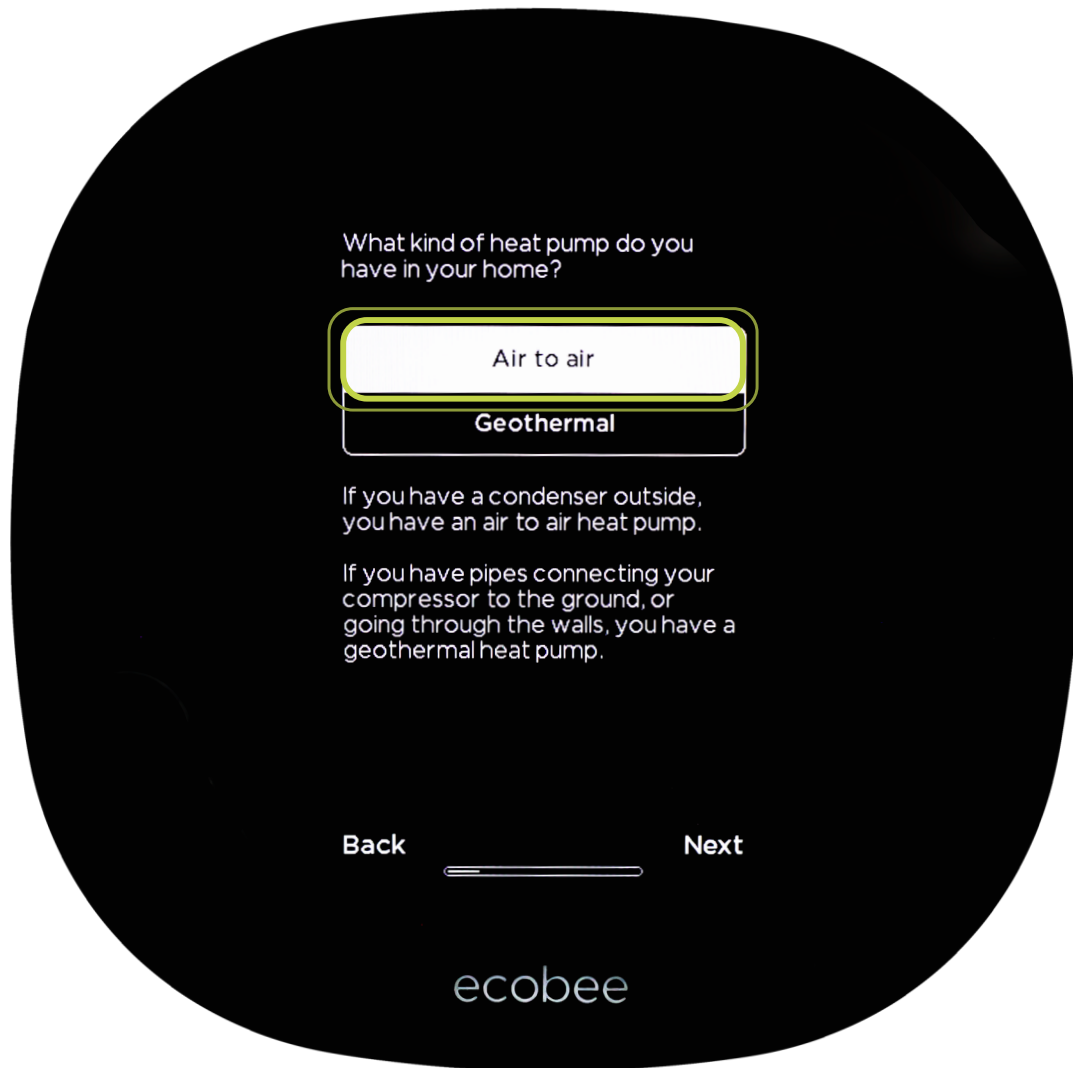 What kind of heat pump do you
have in your home?
Air to air
Geothermal
If you have a condenser outside,
you have an air to air heat pump.
If you have pipes connecting your
compressor to the ground, or
going through the walls, you have a
geothermal heat pump.
Back
Next
ecobee